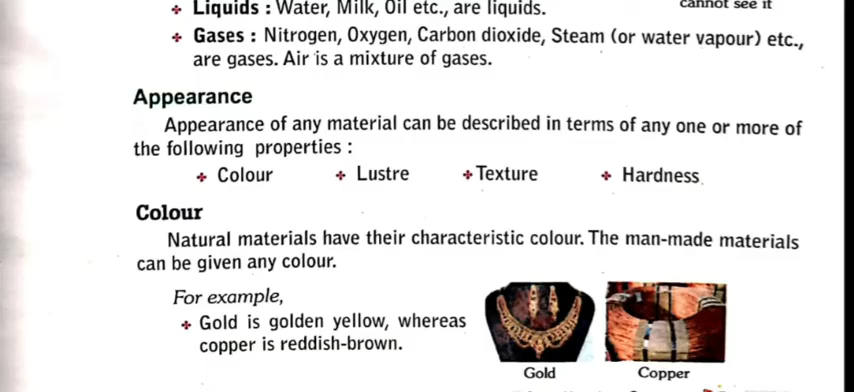 cannot see it
✤ Liquids : Water, Milk, Oil etc., are liquids.
✤ Gases : Nitrogen, Oxygen, Carbon dioxide, Steam (or water vapour) etc.,
are gases. Air is a mixture of gases.
Appearance
Appearance of any material can be described in terms of any one or more of
the following properties :
✤ Colour ✤ Lustre ✤ Texture ✤ Hardness
Colour
Natural materials have their characteristic colour. The man-made materials
can be given any colour.
For example,
✤ Gold is golden yellow, whereas
copper is reddish-brown.
Gold Copper